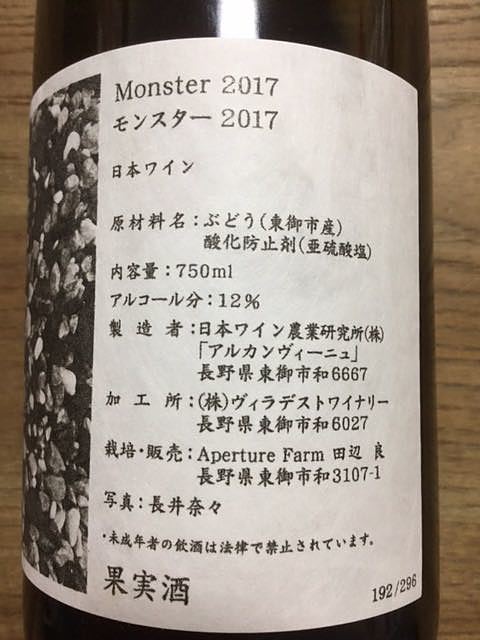 Monster 2017
モンスター 2017
日本ワイン
原材料名：ぶどう（東御市産）
酸化防止剤（亜硫酸塩）
内容量：750ml
アルコール分：12%
製造者：日本ワイン農業研究所㈱
「アルカンヴィーニュ」
長野県東御市和6667
加工所：（株）ヴィラデストワイナリー
長野県東御市和6027
栽培・販売：Aperture Farm 田辺 良
長野県東御市和3107-1
写真：長井奈々
・未成年者の飲酒は法律で禁止されています。
果実酒
192/296